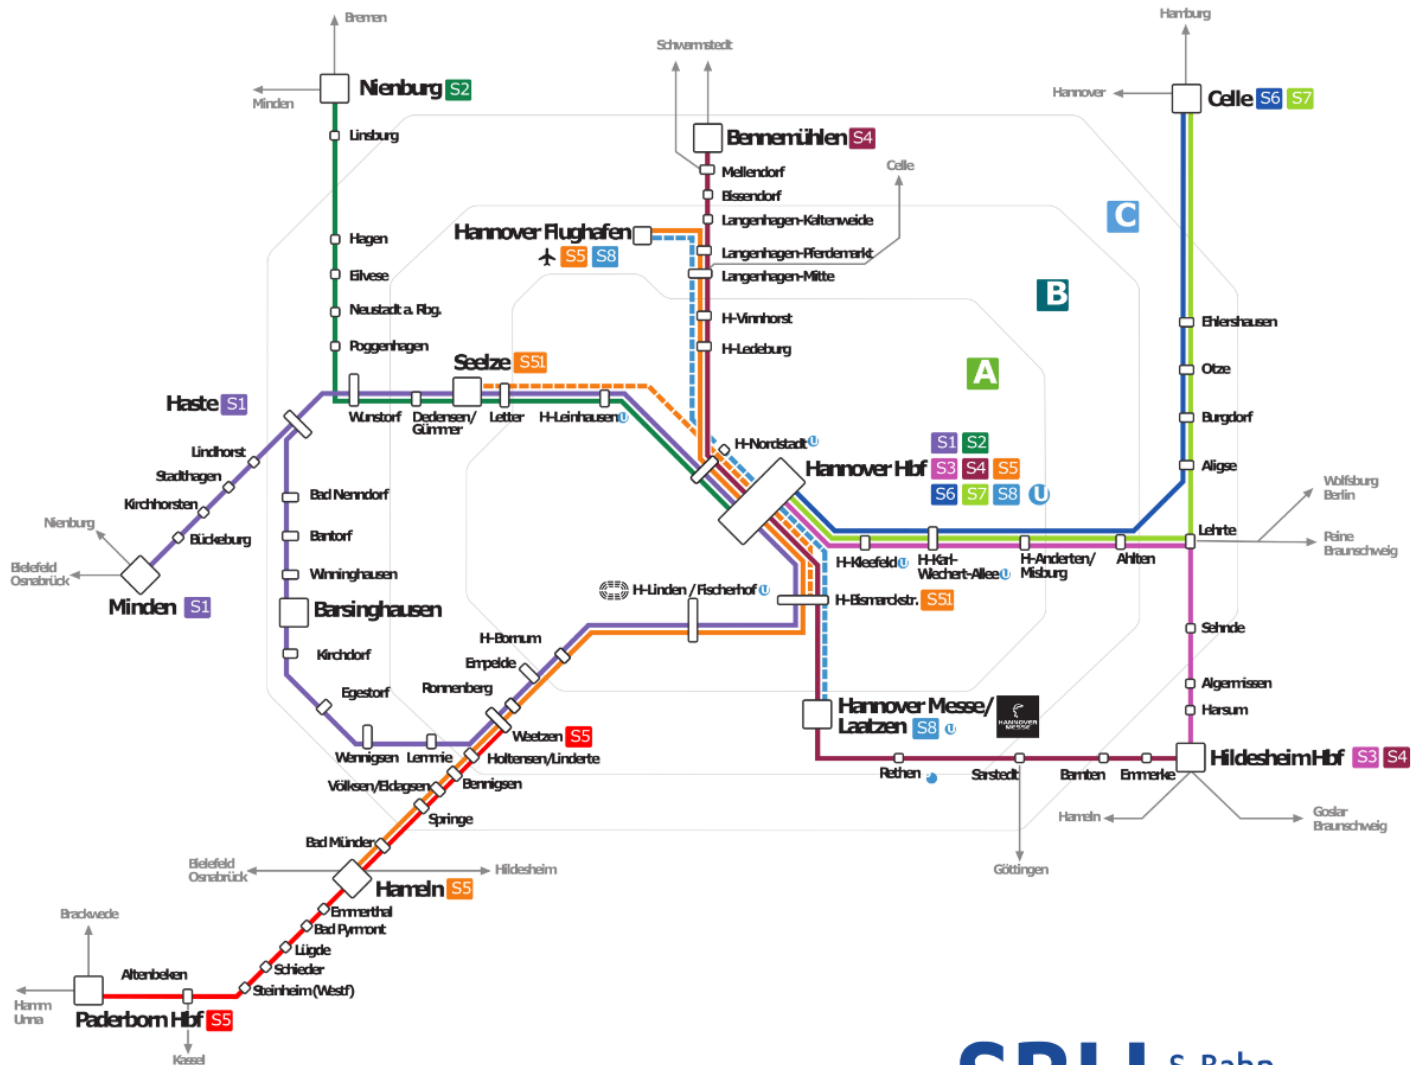 Bremen
Hamburg
Schwarmstedt
Nienburg S2
Minden
Hannover
Celle S6 S7
Linsburg
Bennemühlen S4
Mellendorf
Celle
Bissendorf
C
Langenhagen-Kaltenweide
Hannover Flughafen
S5 S8
Hagen
Langenhagen-Pferdemarkt
Langenhagen-Mitte
Eilvese
B
Neustadt a. Rbg.
H-Vinnhorst
Ehlershausen
Poggenhagen
H-Ledeburg
Seelze S51
A
Otze
Haste S1
Wunstorf
Dedensen/
Gümmer
Letter
H-Leinhausen U
Burgdorf
Lindhorst
H-Nordstadt U
S1 S2
Hannover Hbf
S3 S4 S5
S6 S7 S8 U
Aligse
Stadthagen
Bad Nenndorf
Wolfsburg
Berlin
Kirchhorsten
Nienburg
Bückeburg
Bantorf
Lehrte
Peine
Braunschweig
Bielefeld
Osnabrück
H-Kleefeld U
H-Karl-
Wiechert-Allee U
H-Anderten/
Misburg
Ahlten
Winninghausen
Minden S1
Barsinghausen
H-Linden / Fischerhof U
H-Bismarckstr. S51
Sehnde
H-Bornum
Kirchdorf
Empelde
Egestorf
Ronnenberg
Algermissen
Hannover Messe/
Laatzen S8 U
HANNOVER
MESSE
Harsum
Weetzen S5
Wennigsen
Lemmie
Holtensen/Linderte
Hildesheim Hbf S3 S4
Rethen
Sarstedt
Barnten
Emmerke
Völksen/Eldagsen
Bennigsen
Springe
Hameln
Goslar
Braunschweig
Bad Münder
Bielefeld
Osnabrück
Hildesheim
Göttingen
Hameln S5
Emmerthal
Brackwede
Bad Pyrmont
Lügde
Altenbeken
Schieder
Steinheim (Westf)
Hamm
Unna
Paderborn Hbf S5
Kassel
S-Bahn